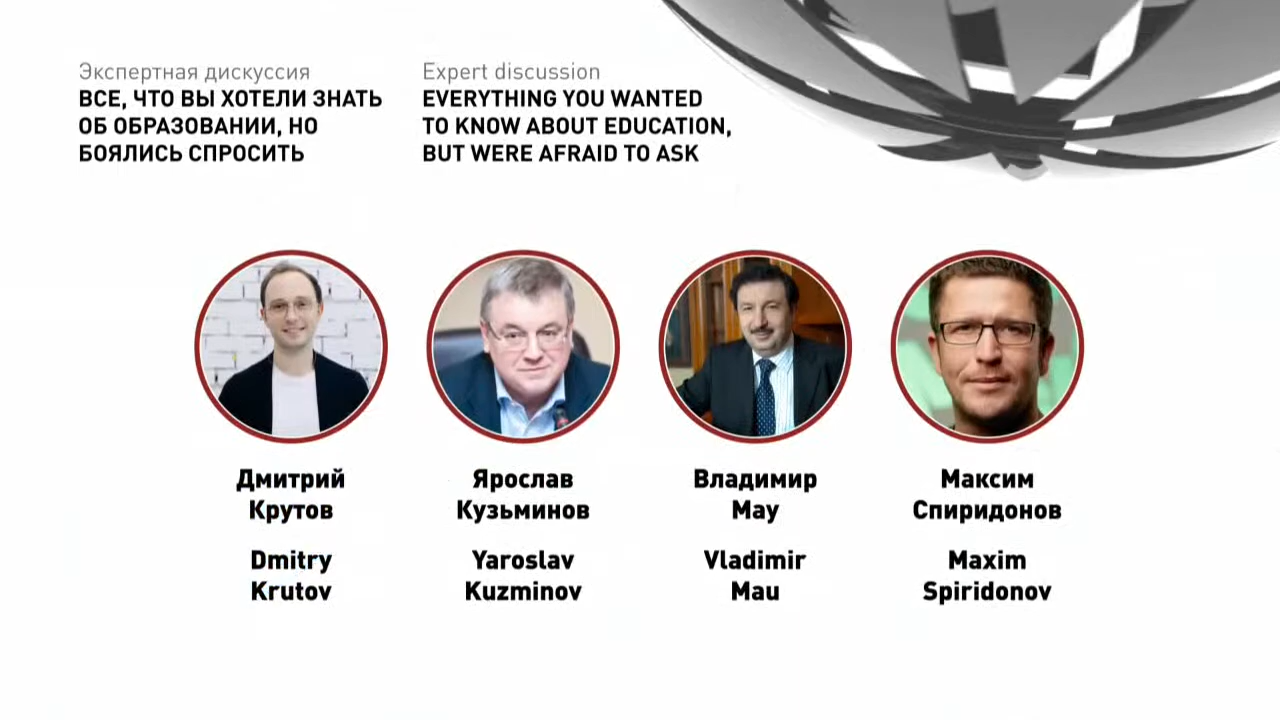 Экспертная дискуссия
ВСЕ, ЧТО ВЫ ХОТЕЛИ ЗНАТЬ
ОБ ОБРАЗОВАНИИ, НО
БОЯЛИСЬ СПРОСИТЬ
Expert discussion
EVERYTHING YOU WANTED
TO KNOW ABOUT EDUCATION,
BUT WERE AFRAID TO ASK
Дмитрий
Крутов
Dmitry
Krutov
Ярослав
Кузьминов
Yaroslav
Kuzminov
Владимир
Мау
Vladimir
Mau
Максим
Спиридонов
Maxim
Spiridonov